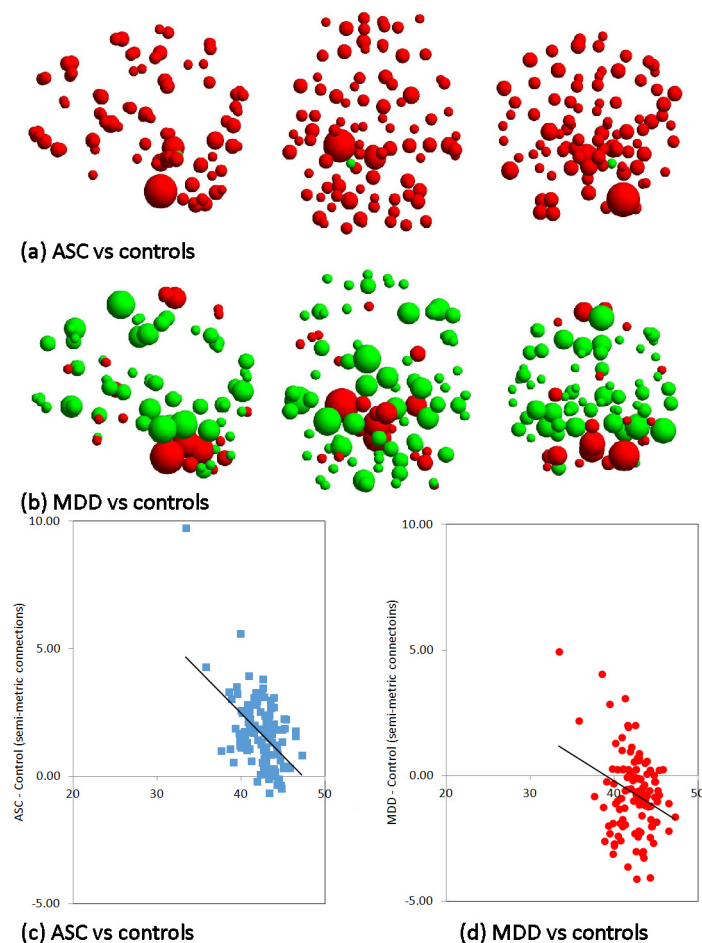 (a) ASC vs controls
(b) MDD vs controls
10.00
5.00
0.00
-5.00
20
30
40
50
ASC - Control (semi-metric connections)
(c) ASC vs controls
10.00
5.00
0.00
-5.00
20
30
40
50
MDD - Control (semi-metric connectoins)
(d) MDD vs controls